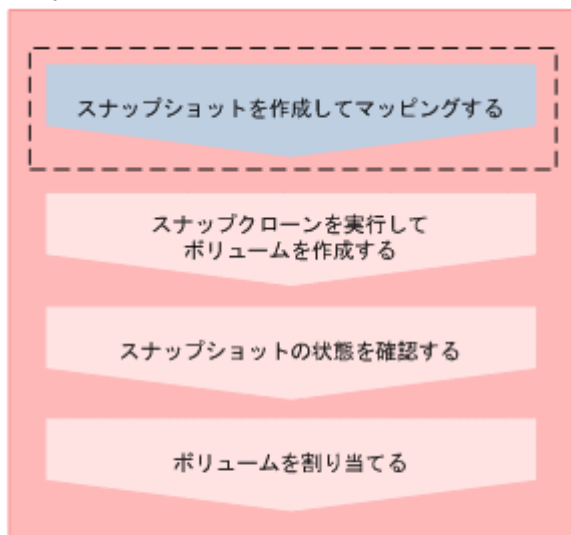 スナップショットを作成してマッピングする
スナップクローンを実行して
ボリュームを作成する
スナップショットの状態を確認する
ボリュームを割り当てる